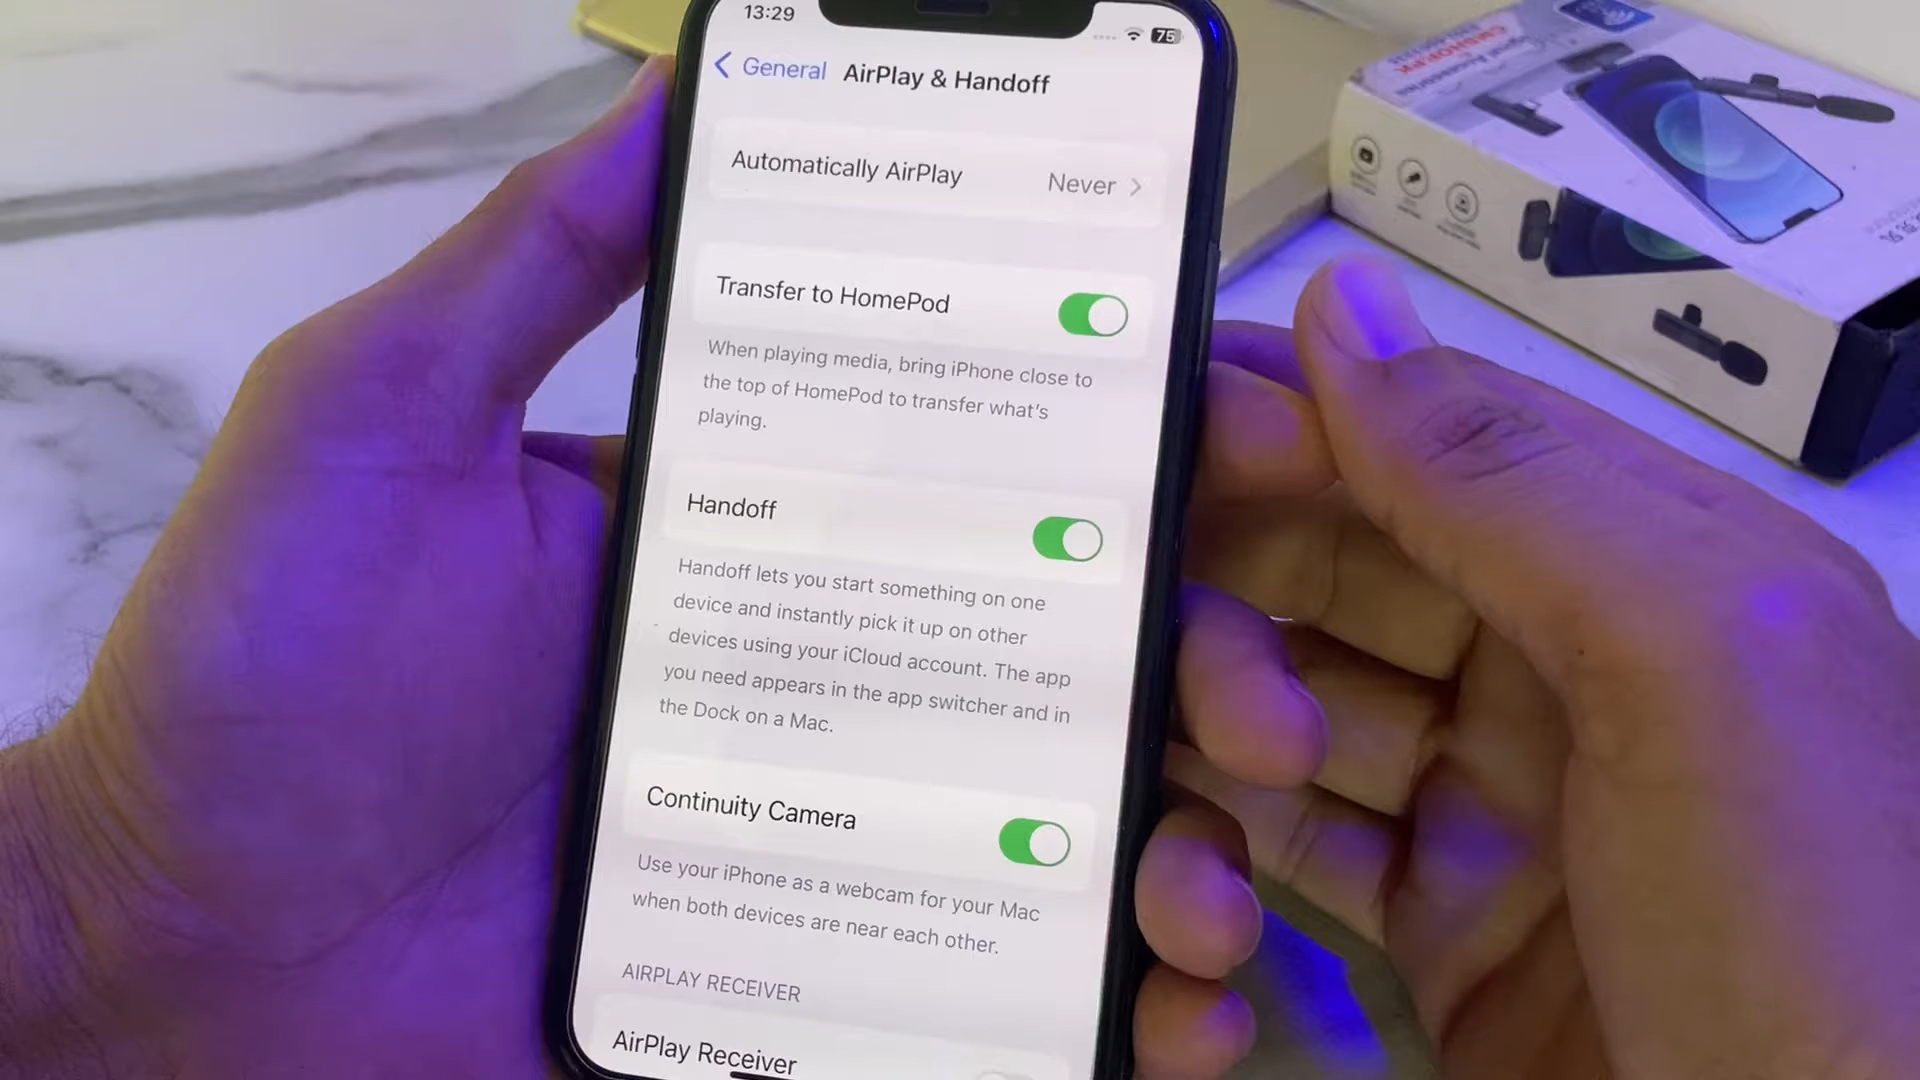 13:29
75
General
AirPlay & Handoff
Automatically AirPlay
Never
Transfer to HomePod
When playing media, bring iPhone close to
the top of HomePod to transfer what's
playing.
Handoff
Handoff lets you start something on one
device and instantly pick it up on other
devices using your iCloud account. The app
you need appears in the app switcher and in
the Dock on a Mac.
Continuity Camera
Use your iPhone as a webcam for your Mac
when both devices are near each other.
AIRPLAY RECEIVER
AirPlay Receiver